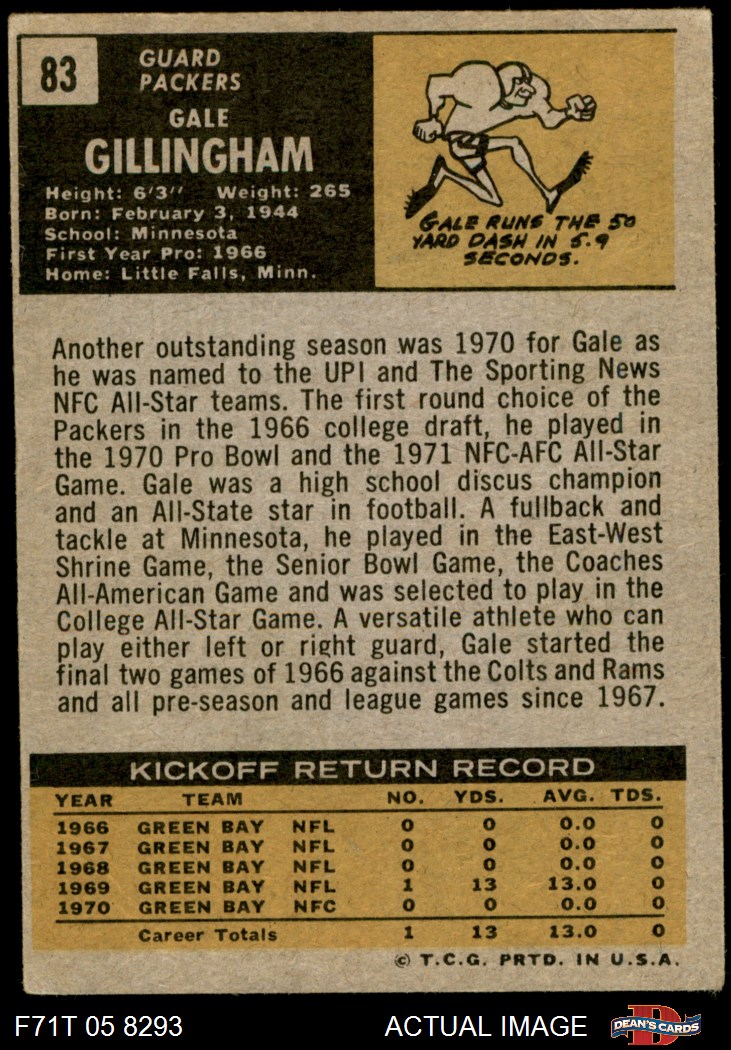 83
GUARD
PACKERS
GALE
GILLINGHAM
Height: 6'3" Weight: 265
Born: February 3, 1944
School: Minnesota
First Year Pro: 1966
Home: Little Falls, Minn.
GALE RUNS THE 50
YARD DASH IN 5.9
SECONDS.
Another outstanding season was 1970 for Gale as
he was named to the UPI and The Sporting News
NFC All-Star teams. The first round choice of the
Packers in the 1966 college draft, he played in
the 1970 Pro Bowl and the 1971 NFC-AFC All-Star
Game. Gale was a high school discus champion
and an All-State star in football. A fullback and
tackle at Minnesota, he played in the East-West
Shrine Game, the Senior Bowl Game, the Coaches
All-American Game and was selected to play in the
College All-Star Game. A versatile athlete who can
play either left or right guard, Gale started the
final two games of 1966 against the Colts and Rams
and all pre-season and league games since 1967.
KICKOFF RETURN RECORD
YEAR TEAM NO. YDS. AVG. TDS.
1966 GREEN BAY NFL 0 0 0.0 0
1967 GREEN BAY NFL 0 0 0.0 0
1968 GREEN BAY NFL 0 0 0.0 0
1969 GREEN BAY NFL 1 13 13.0 0
1970 GREEN BAY NFC 0 0 0.0 0
Career Totals 1 13 13.0 0
© T.C.G. PRTD. IN U.S.A.
F71T 05 8293 ACTUAL IMAGE D DEAN'S CARDS